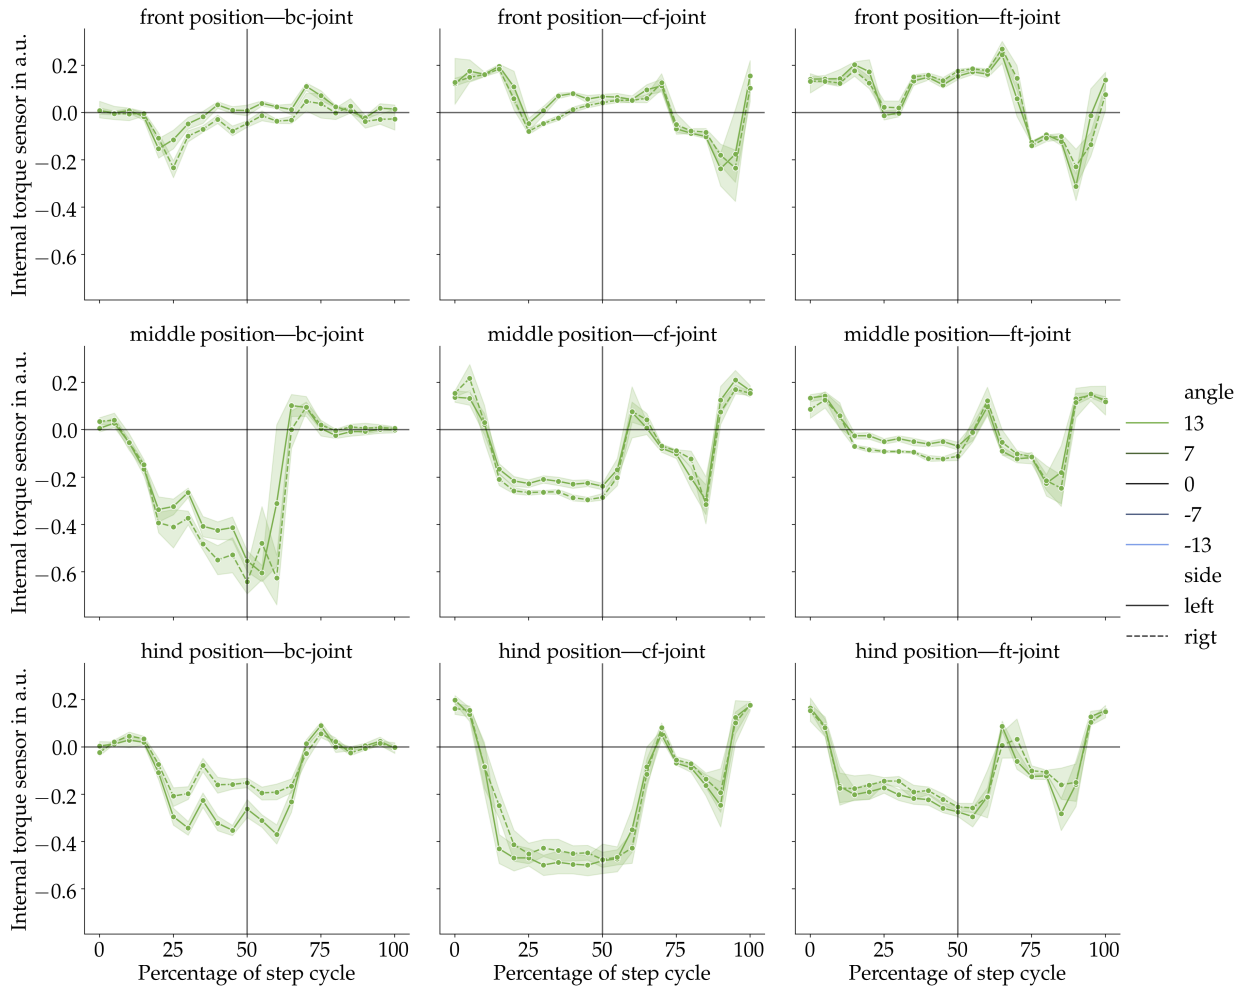 front position—bc-joint
front position—cf-joint
front position—ft-joint
Internal torque sensor in a.u.
0.2
0.0
−0.2
−0.4
−0.6
middle position—bc-joint
middle position—cf-joint
middle position—ft-joint
Internal torque sensor in a.u.
0.2
0.0
−0.2
−0.4
−0.6
angle
13
7
0
-7
-13
side
left
rigt
hind position—bc-joint
hind position—cf-joint
hind position—ft-joint
Internal torque sensor in a.u.
0.2
0.0
−0.2
−0.4
−0.6
0 25 50 75 100
0 25 50 75 100
0 25 50 75 100
Percentage of step cycle
Percentage of step cycle
Percentage of step cycle